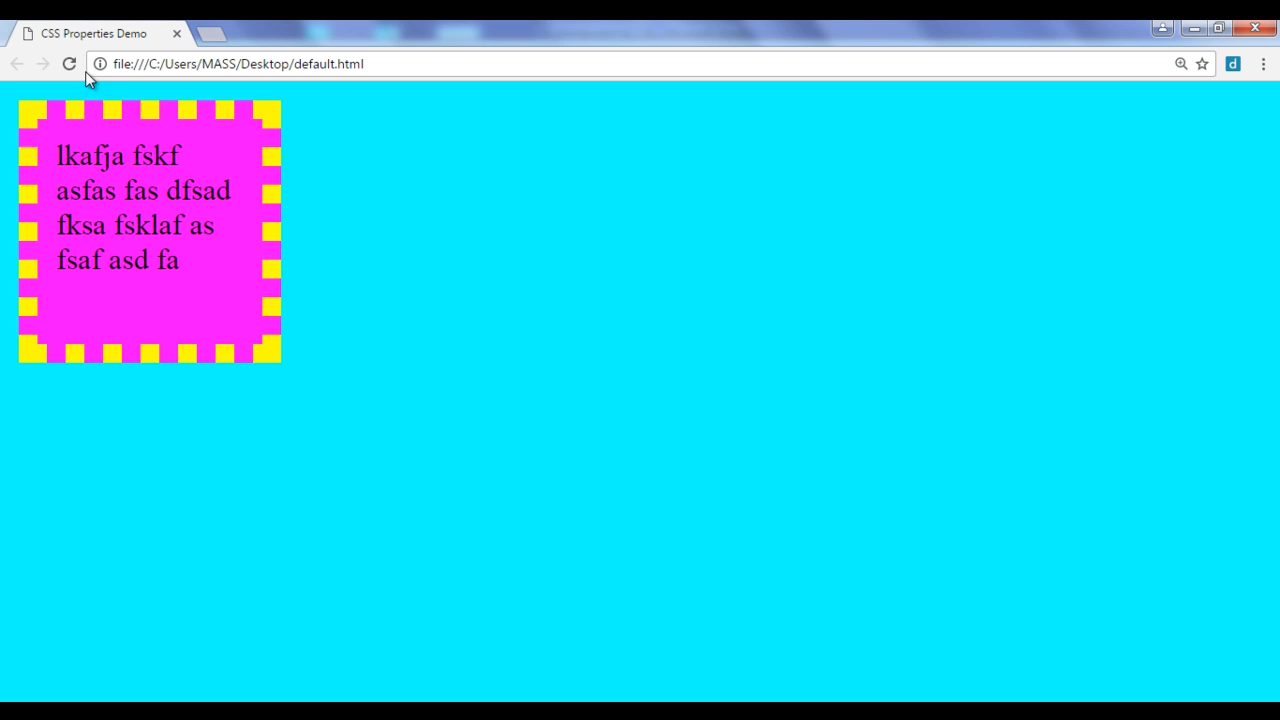 CSS Properties Demo
file:///C:/Users/MASS/Desktop/default.html
d
lkafja fskf
asfas fas dfsad
fksa fsklaf as
fsaf asd fa